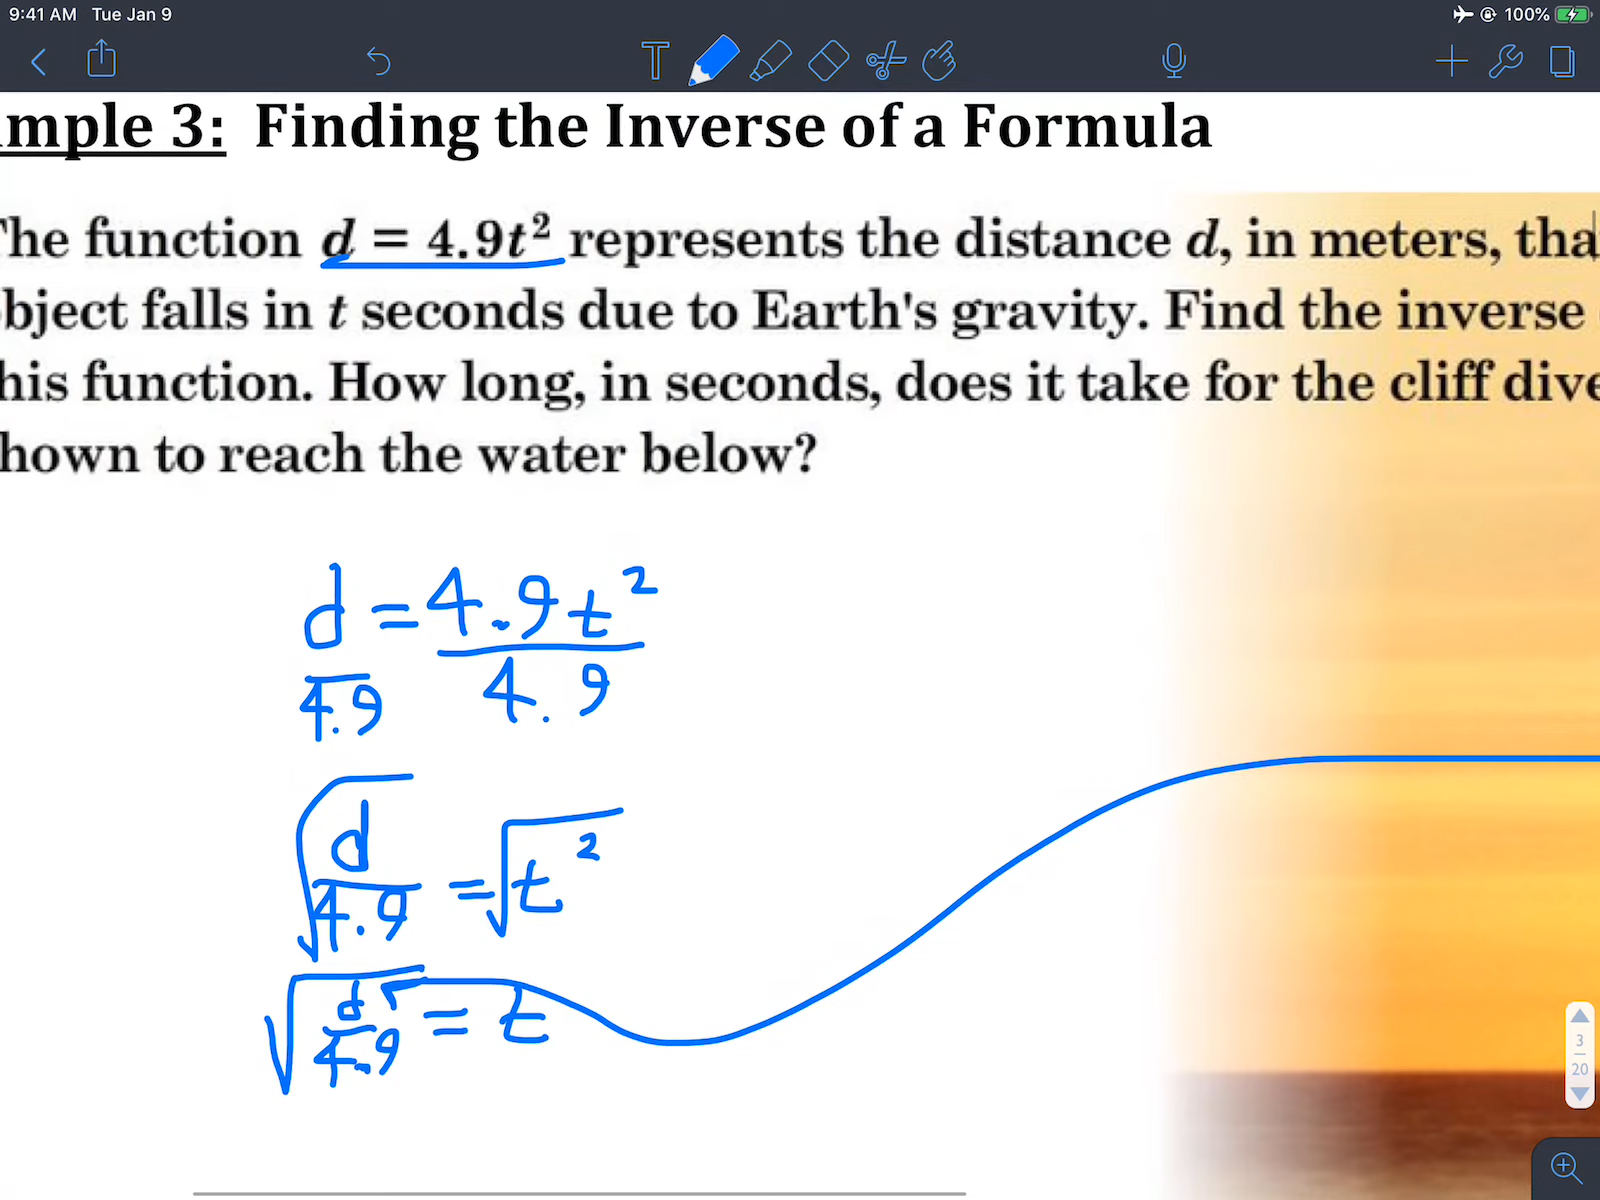 9:41 AM Tue Jan 9
100%
mple 3: Finding the Inverse of a Formula
The function d = 4.9t² represents the distance d, in meters, tha
bject falls in t seconds due to Earth's gravity. Find the inverse
his function. How long, in seconds, does it take for the cliff dive
hown to reach the water below?
d = 4.9t²
4.9 4.9
√(d/4.9) = √t²
√(d/4.9) = t
3
20